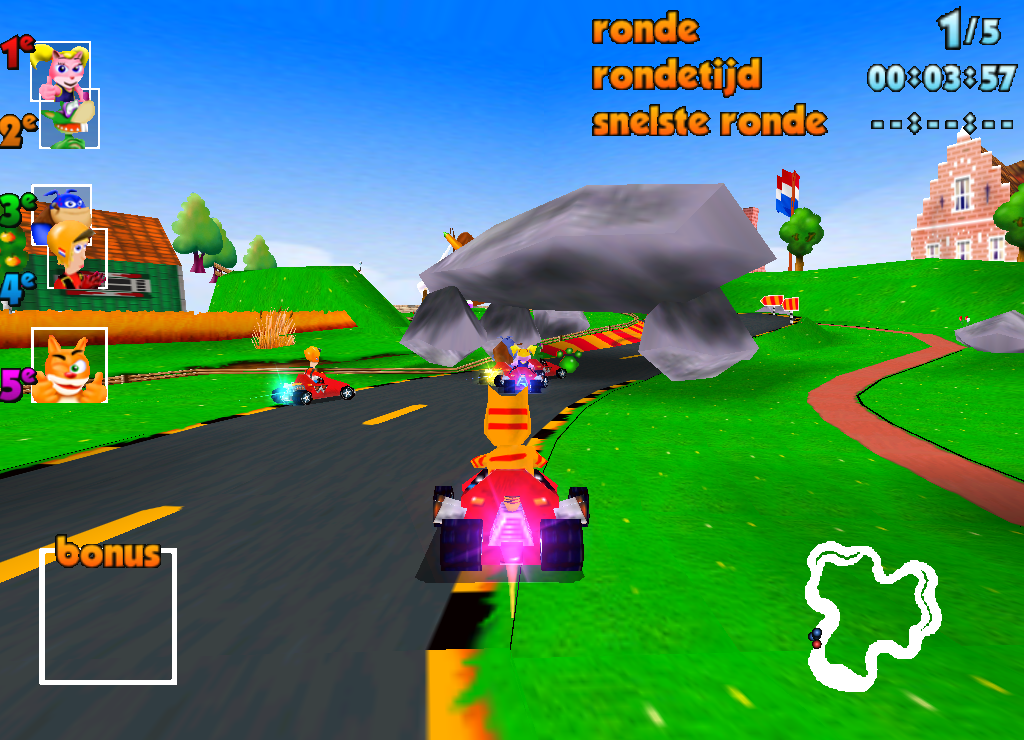 ronde 1/5
rondetijd 00:03:57
snelste ronde --:--:--
1e
2e
3e
4e
5e
bonus